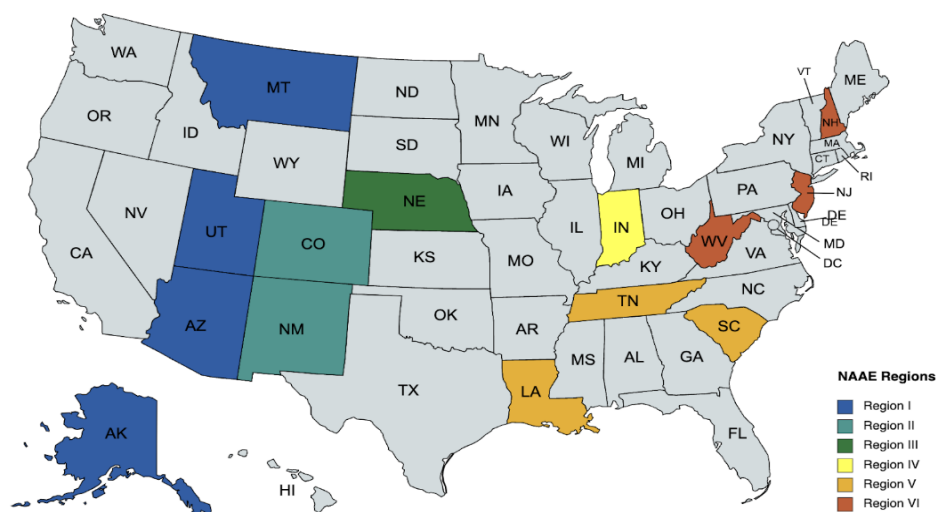 WA
MT
ND
MN
VT
ME
OR
ID
SD
WI
NY
NH
MA
CT
RI
WY
MI
IA
PA
NJ
NE
NV
UT
CO
IL
IN
OH
DE
DE
MD
DC
CA
KS
MO
WV
VA
KY
AZ
NM
OK
AR
TN
NC
SC
TX
LA
MS
AL
GA
FL
AK
HI
NAAE Regions
Region I
Region II
Region III
Region IV
Region V
Region VI